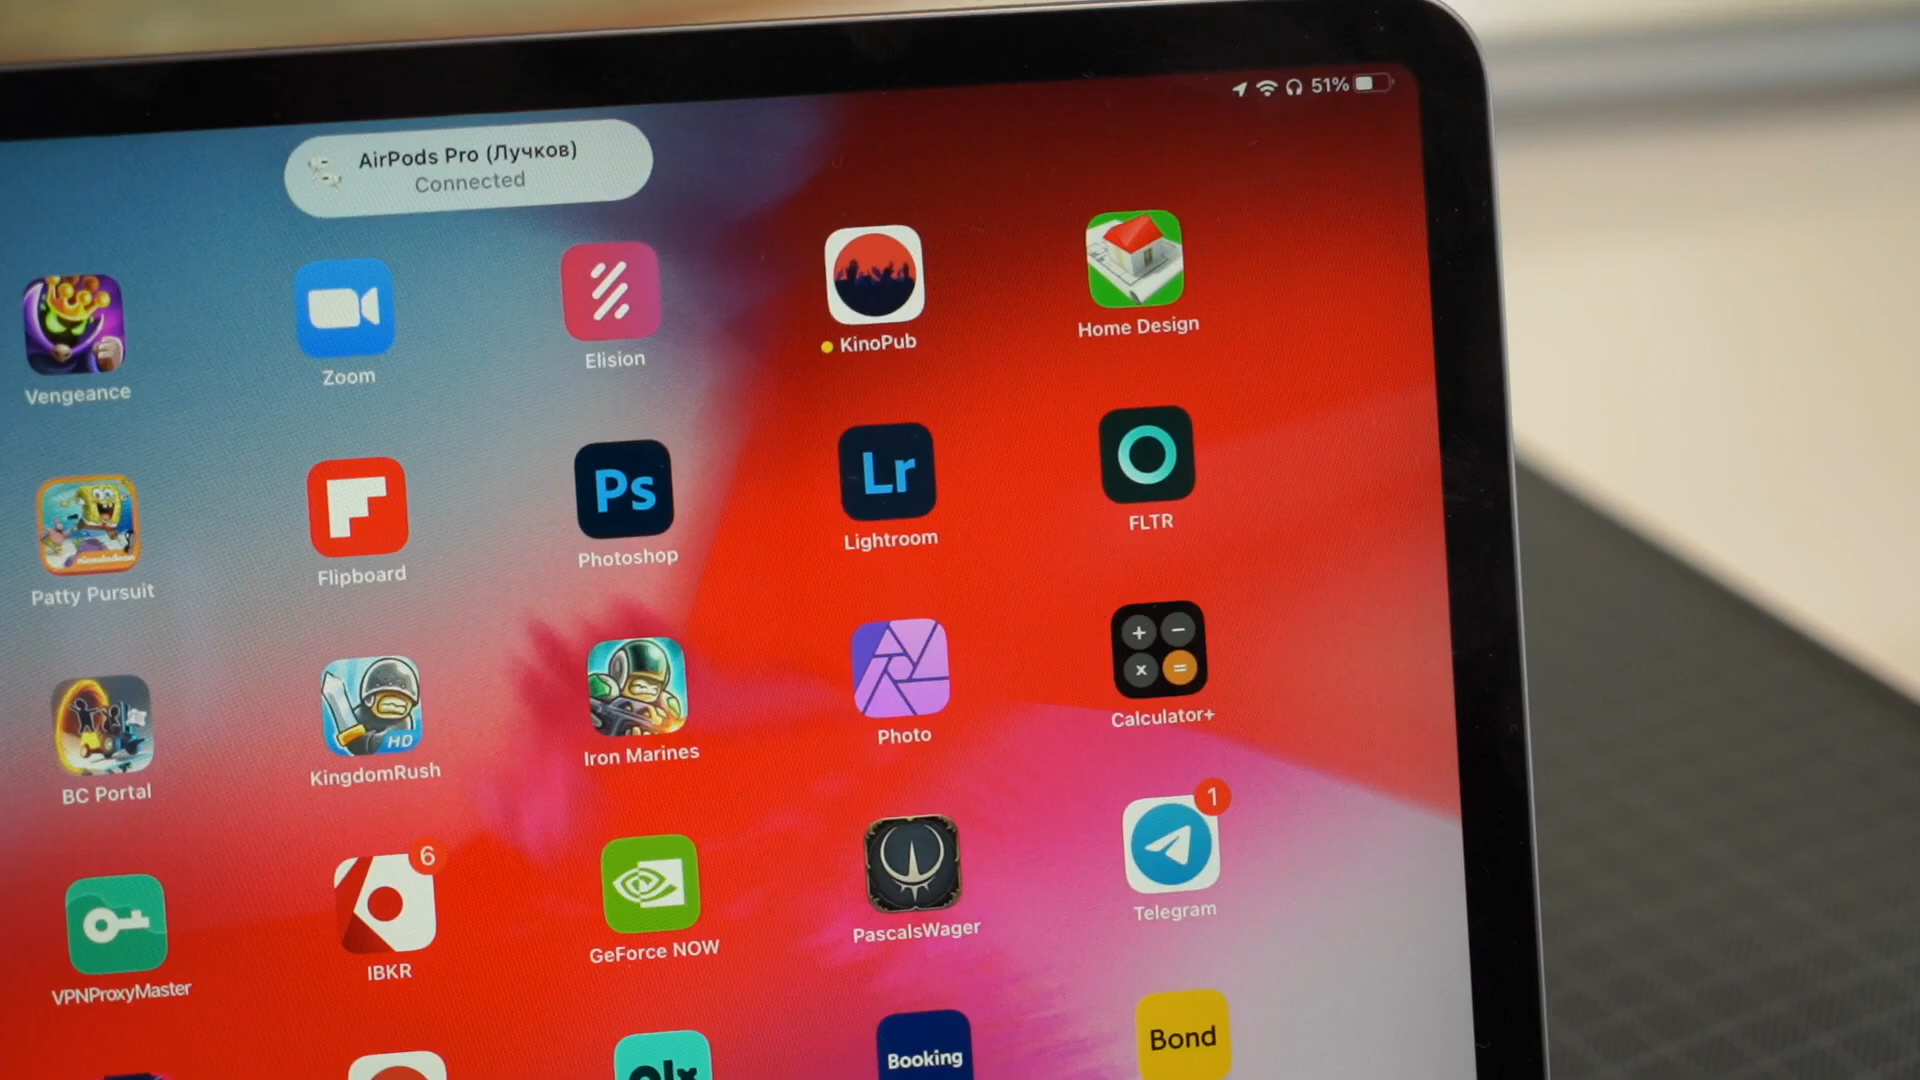 51%
AirPods Pro (Лучков)
Connected
Vengeance
Zoom
Elision
KinoPub
Home Design
Patty Pursuit
Flipboard
Ps
Photoshop
Lr
Lightroom
FLTR
BC Portal
HD
KingdomRush
Iron Marines
Photo
+ −
x =
Calculator+
VPNProxyMaster
6
IBKR
GeForce NOW
PascalsWager
1
Telegram
olx
Booking
Bond